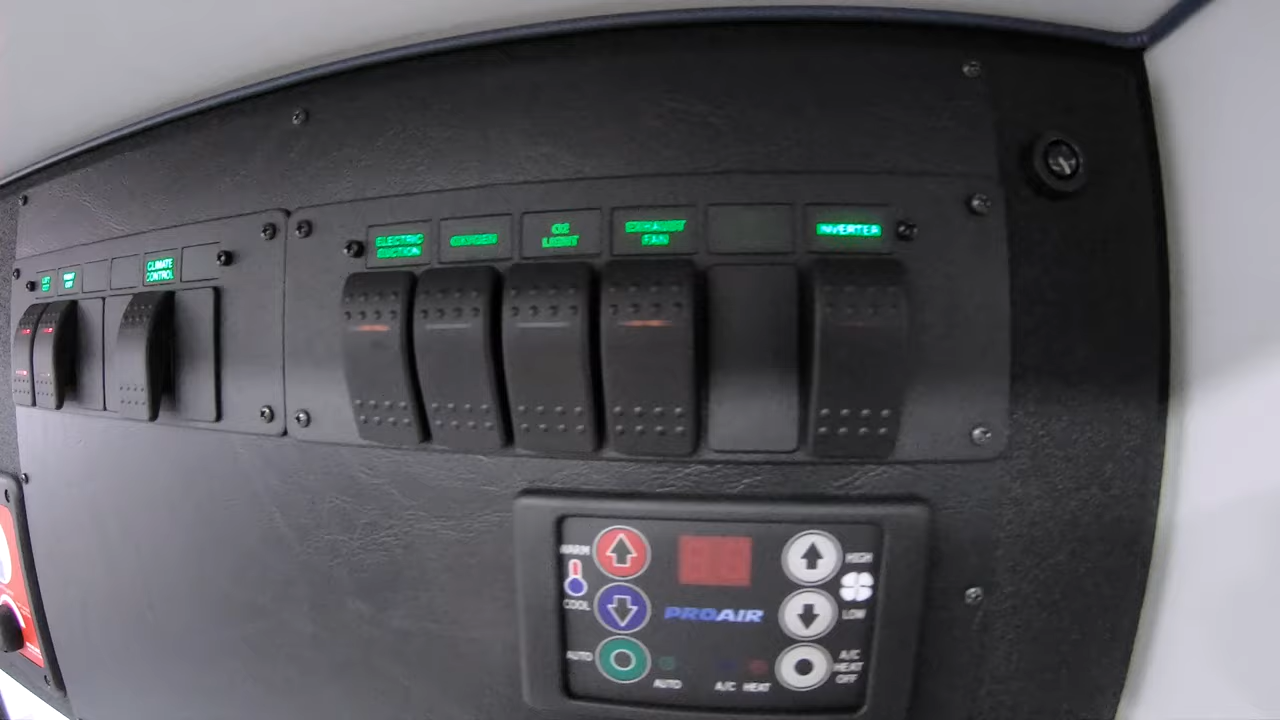 CLIMATE
CONTROL
ELECTRIC
SUCTION
OXYGEN
O2
LIGHT
EXHAUST
FAN
INVERTER
WARM
COOL
AUTO
PROAIR
AUTO
A/C HEAT
HIGH
LOW
A/C
HEAT
OFF